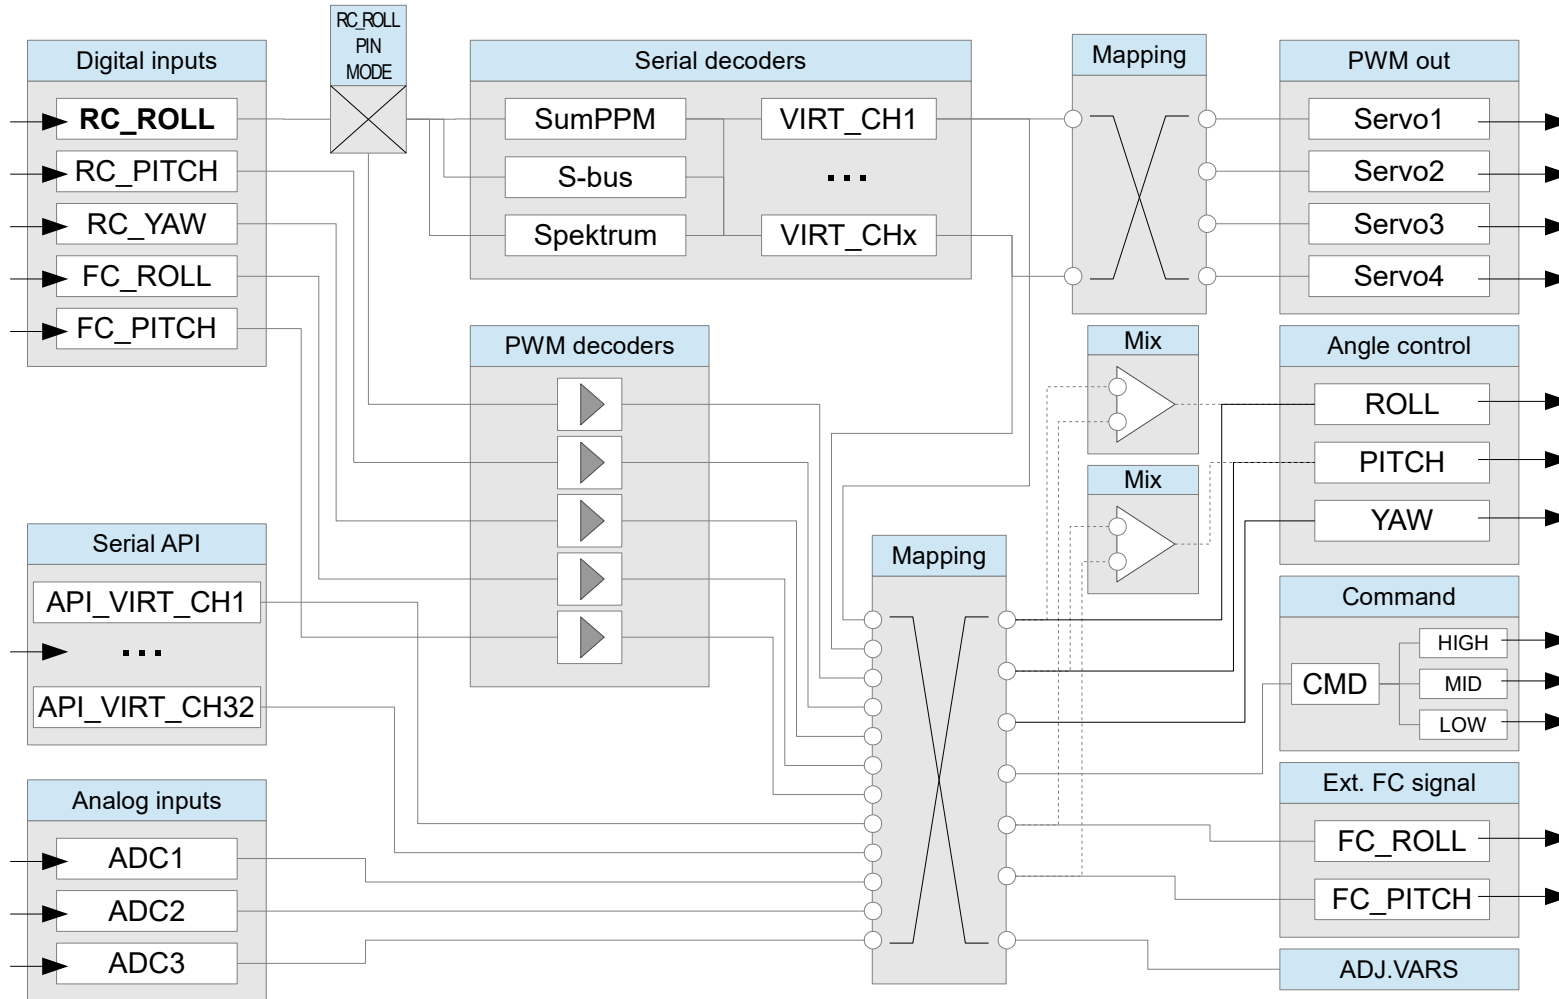 RC_ROLL
PIN
MODE
Digital inputs
RC_ROLL
RC_PITCH
RC_YAW
FC_ROLL
FC_PITCH
Serial decoders
SumPPM
VIRT_CH1
S-bus
...
Spektrum
VIRT_CHx
Mapping
PWM out
Servo1
Servo2
Servo3
Servo4
PWM decoders
Mix
Mix
Angle control
ROLL
PITCH
YAW
Serial API
API_VIRT_CH1
...
API_VIRT_CH32
Mapping
Command
CMD
HIGH
MID
LOW
Analog inputs
ADC1
ADC2
ADC3
Ext. FC signal
FC_ROLL
FC_PITCH
ADJ.VARS